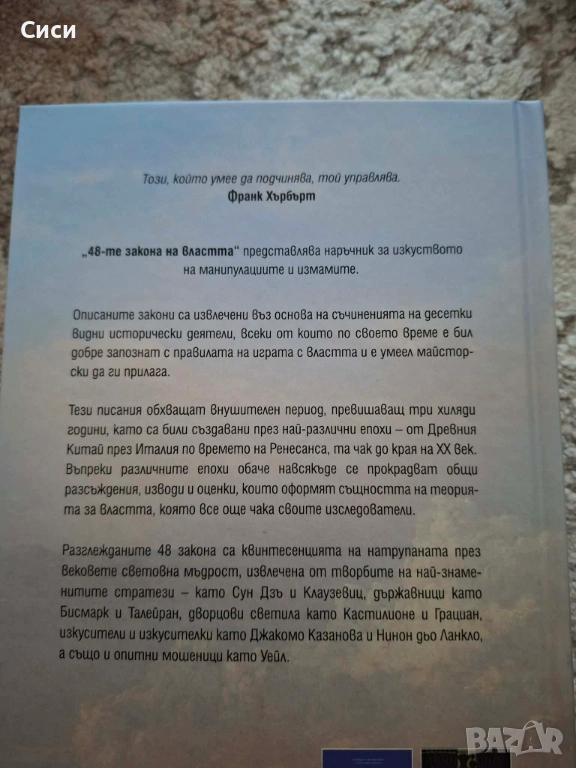 Сиси
Този, който умее да подчинява, той управлява.
Франк Хърбърт
„48-те закона на властта“ представлява наръчник за изкуството
на манипулациите и измамите.
Описаните закони са извлечени въз основа на съчиненията на десетки
видни исторически деятели, всеки от които по своето време е бил
добре запознат с правилата на играта с властта и е умеел майстор-
ски да ги прилага.
Тези писания обхващат внушителен период, превишаващ три хиляди
години, като са били създавани през най-различни епохи – от Древния
Китай през Италия по времето на Ренесанса, та чак до края на XX век.
Въпреки различните епохи обаче навсякъде се прокрадват общи
разсъждения, изводи и оценки, които оформят същността на теория-
та за властта, която все още чака своите изследователи.
Разглежданите 48 закона са квинтесенцията на натрупаната през
вековете световна мъдрост, извлечена от творбите на най-знаме-
нитите стратези – като Сун Дзъ и Клаузевиц, държавници като
Бисмарк и Талейран, дворцови светила като Кастилионе и Грациан,
изкусители и изкусителки като Джакомо Казанова и Нинон дьо Ланкло,
а също и опитни мошеници като Уейл.
BAZAR
bazar.bg